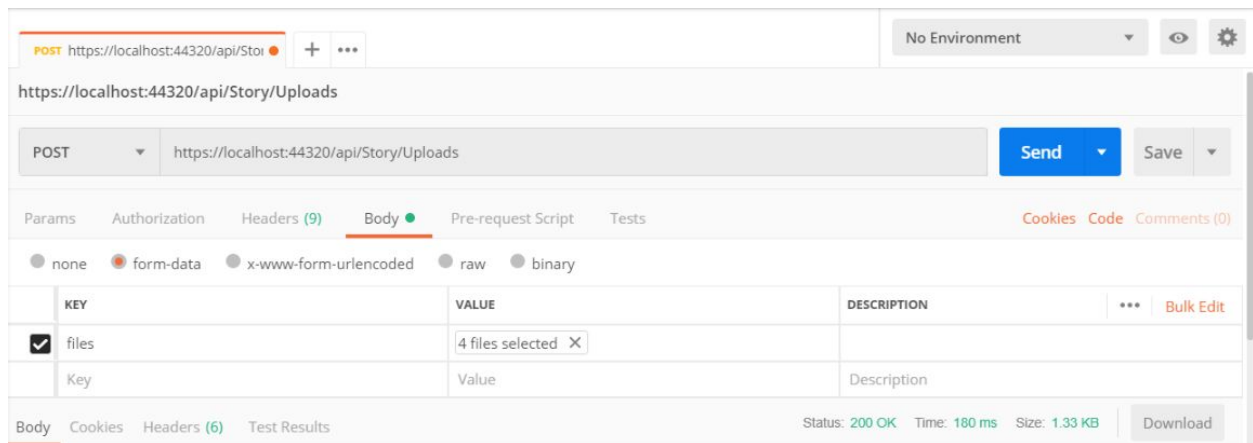 POST https://localhost:44320/api/Stor + ••• No Environment
https://localhost:44320/api/Story/Uploads
POST https://localhost:44320/api/Story/Uploads Send Save
Params Authorization Headers (9) Body Pre-request Script Tests Cookies Code Comments (0)
none form-data x-www-form-urlencoded raw binary
KEY VALUE DESCRIPTION ••• Bulk Edit
files 4 files selected X
Key Value Description
Body Cookies Headers (6) Test Results Status: 200 OK Time: 180 ms Size: 1.33 KB Download